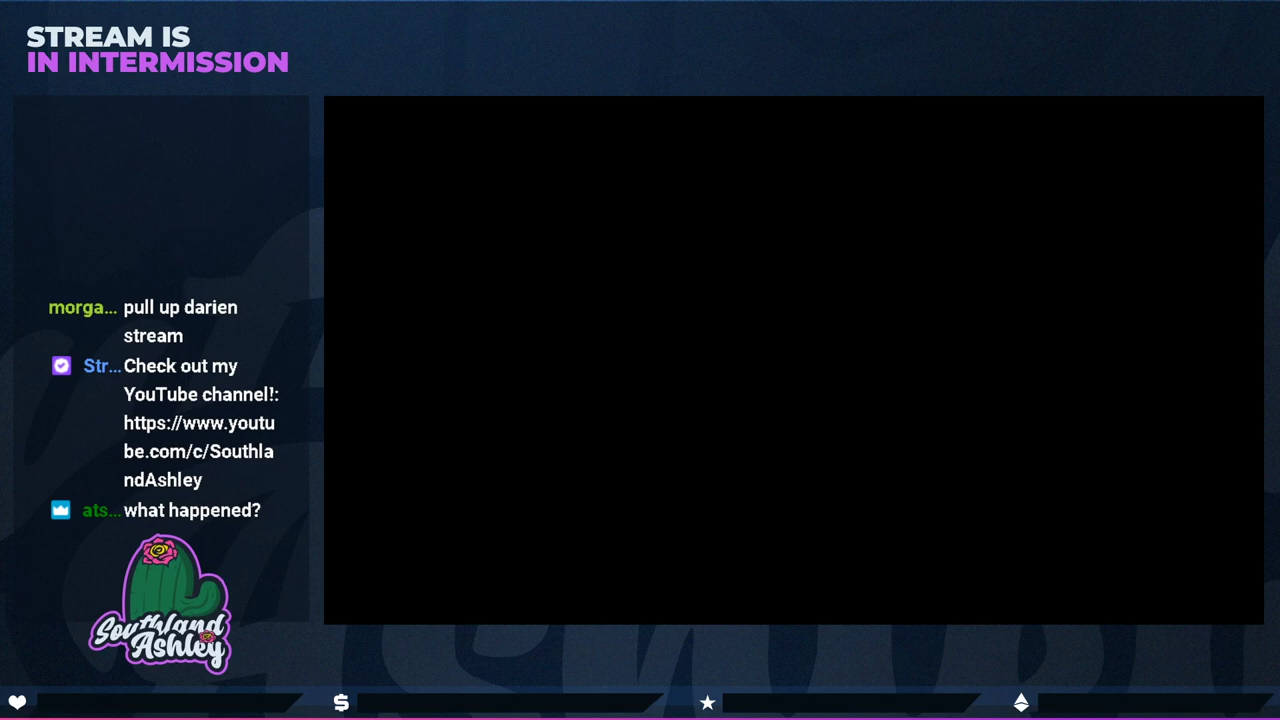 STREAM IS
IN INTERMISSION
morga... pull up darien
stream
Str... Check out my
YouTube channel!:
https://www.youtu
be.com/c/Southla
ndAshley
ats... what happened?
Southland
Ashley